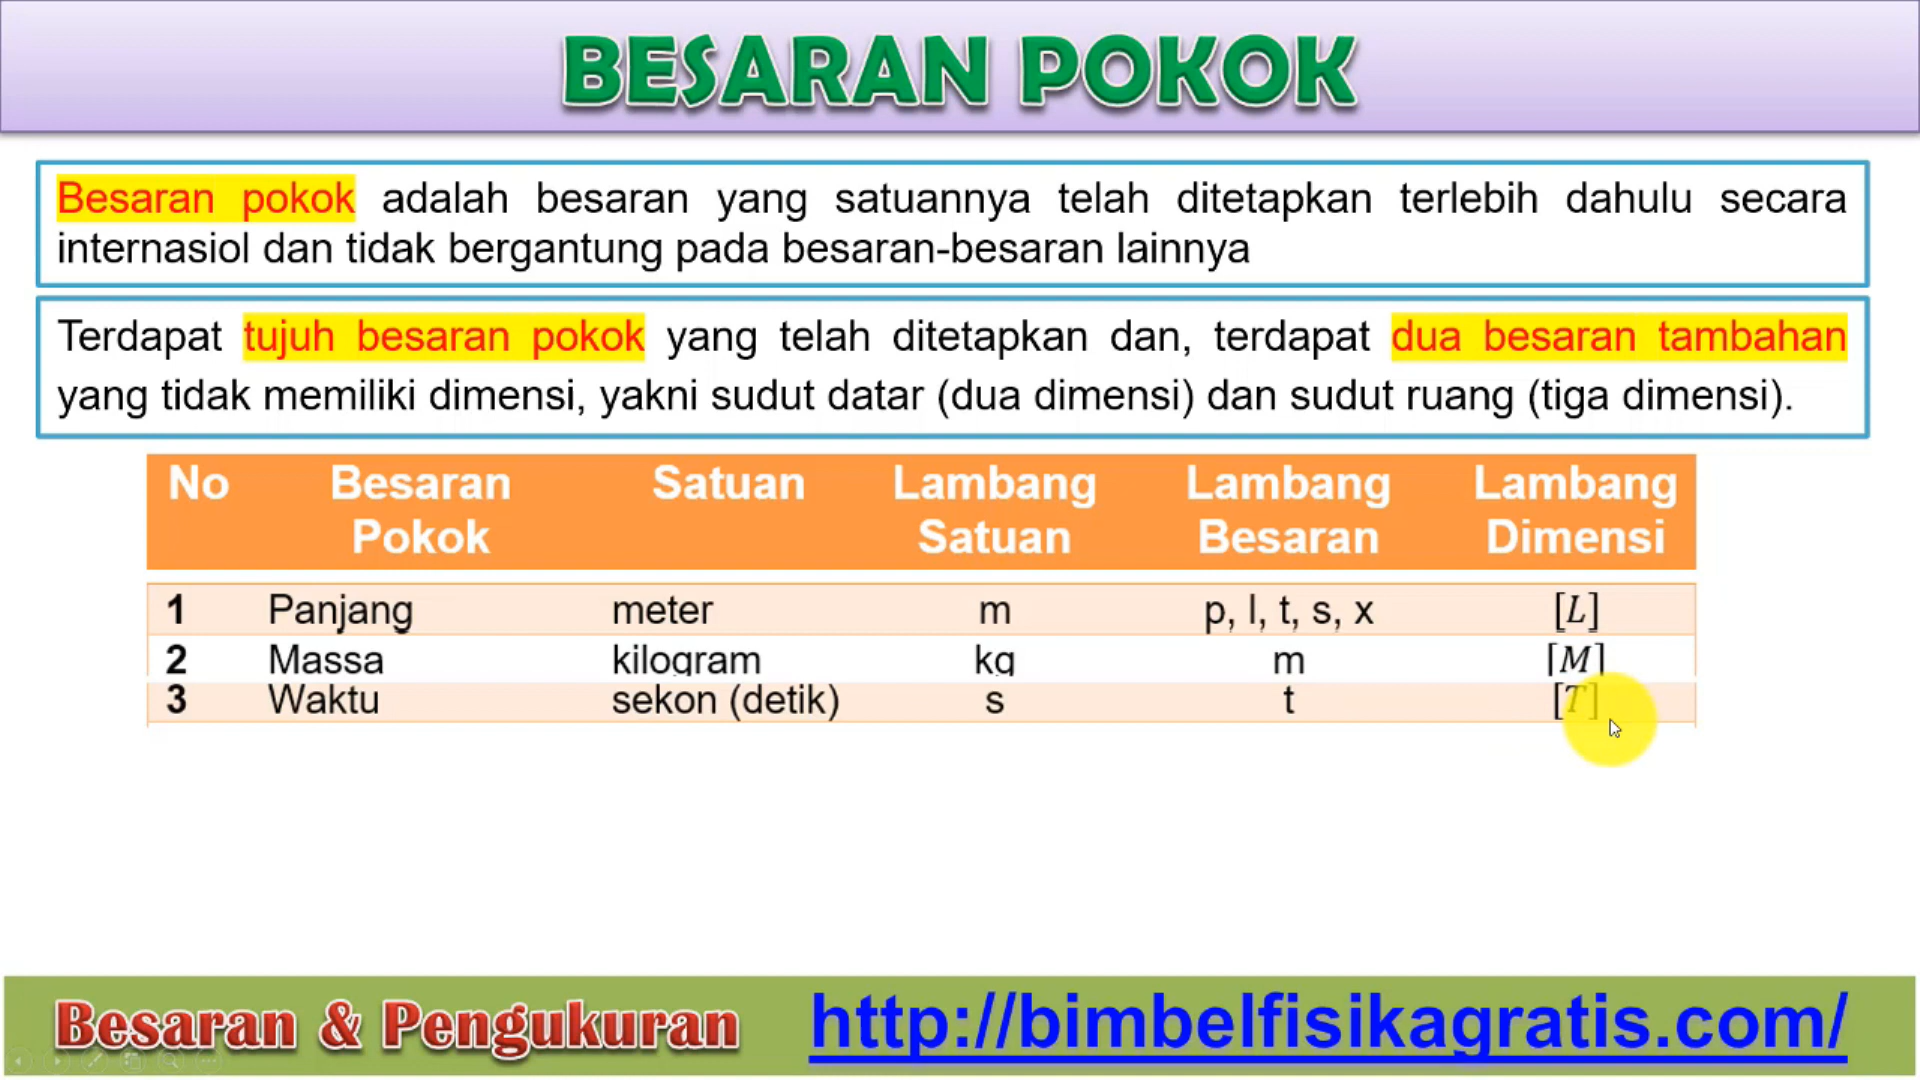 BESARAN POKOK
Besaran pokok adalah besaran yang satuannya telah ditetapkan terlebih dahulu secara
internasiol dan tidak bergantung pada besaran-besaran lainnya
Terdapat tujuh besaran pokok yang telah ditetapkan dan, terdapat dua besaran tambahan
yang tidak memiliki dimensi, yakni sudut datar (dua dimensi) dan sudut ruang (tiga dimensi).
No Besaran Pokok Satuan Lambang Satuan Lambang Besaran Lambang Dimensi
1 Panjang meter m p, l, t, s, x [L]
2 Massa kilogram kg m [M]
3 Waktu sekon (detik) s t [T]
Besaran & Pengukuran http://bimbelfisikagratis.com/